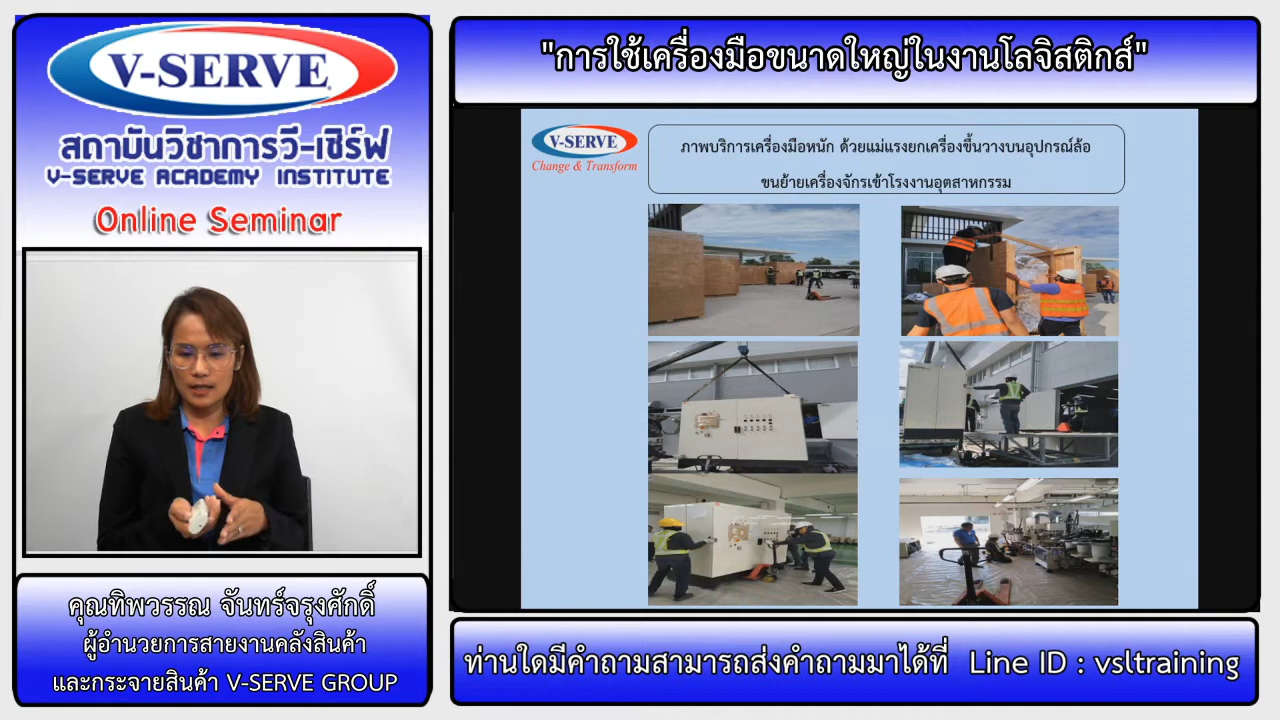 V-SERVE
สถาบันวิชาการวี-เซิร์ฟ
V-SERVE ACADEMY INSTITUTE
Online Seminar
คุณทิพวรรณ จันทร์จรุงศักดิ์
ผู้อำนวยการสายงานคลังสินค้า
และกระจายสินค้า V-SERVE GROUP
"การใช้เครื่องมือขนาดใหญ่ในงานโลจิสติกส์"
V-SERVE
Change & Transform
ภาพบริการเครื่องมือหนัก ด้วยแม่แรงยกเครื่องขึ้นวางบนอุปกรณ์ล้อ
ขนย้ายเครื่องจักรเข้าโรงงานอุตสาหกรรม
ท่านใดมีคำถามสามารถส่งคำถามมาได้ที่ Line ID : vsltraining